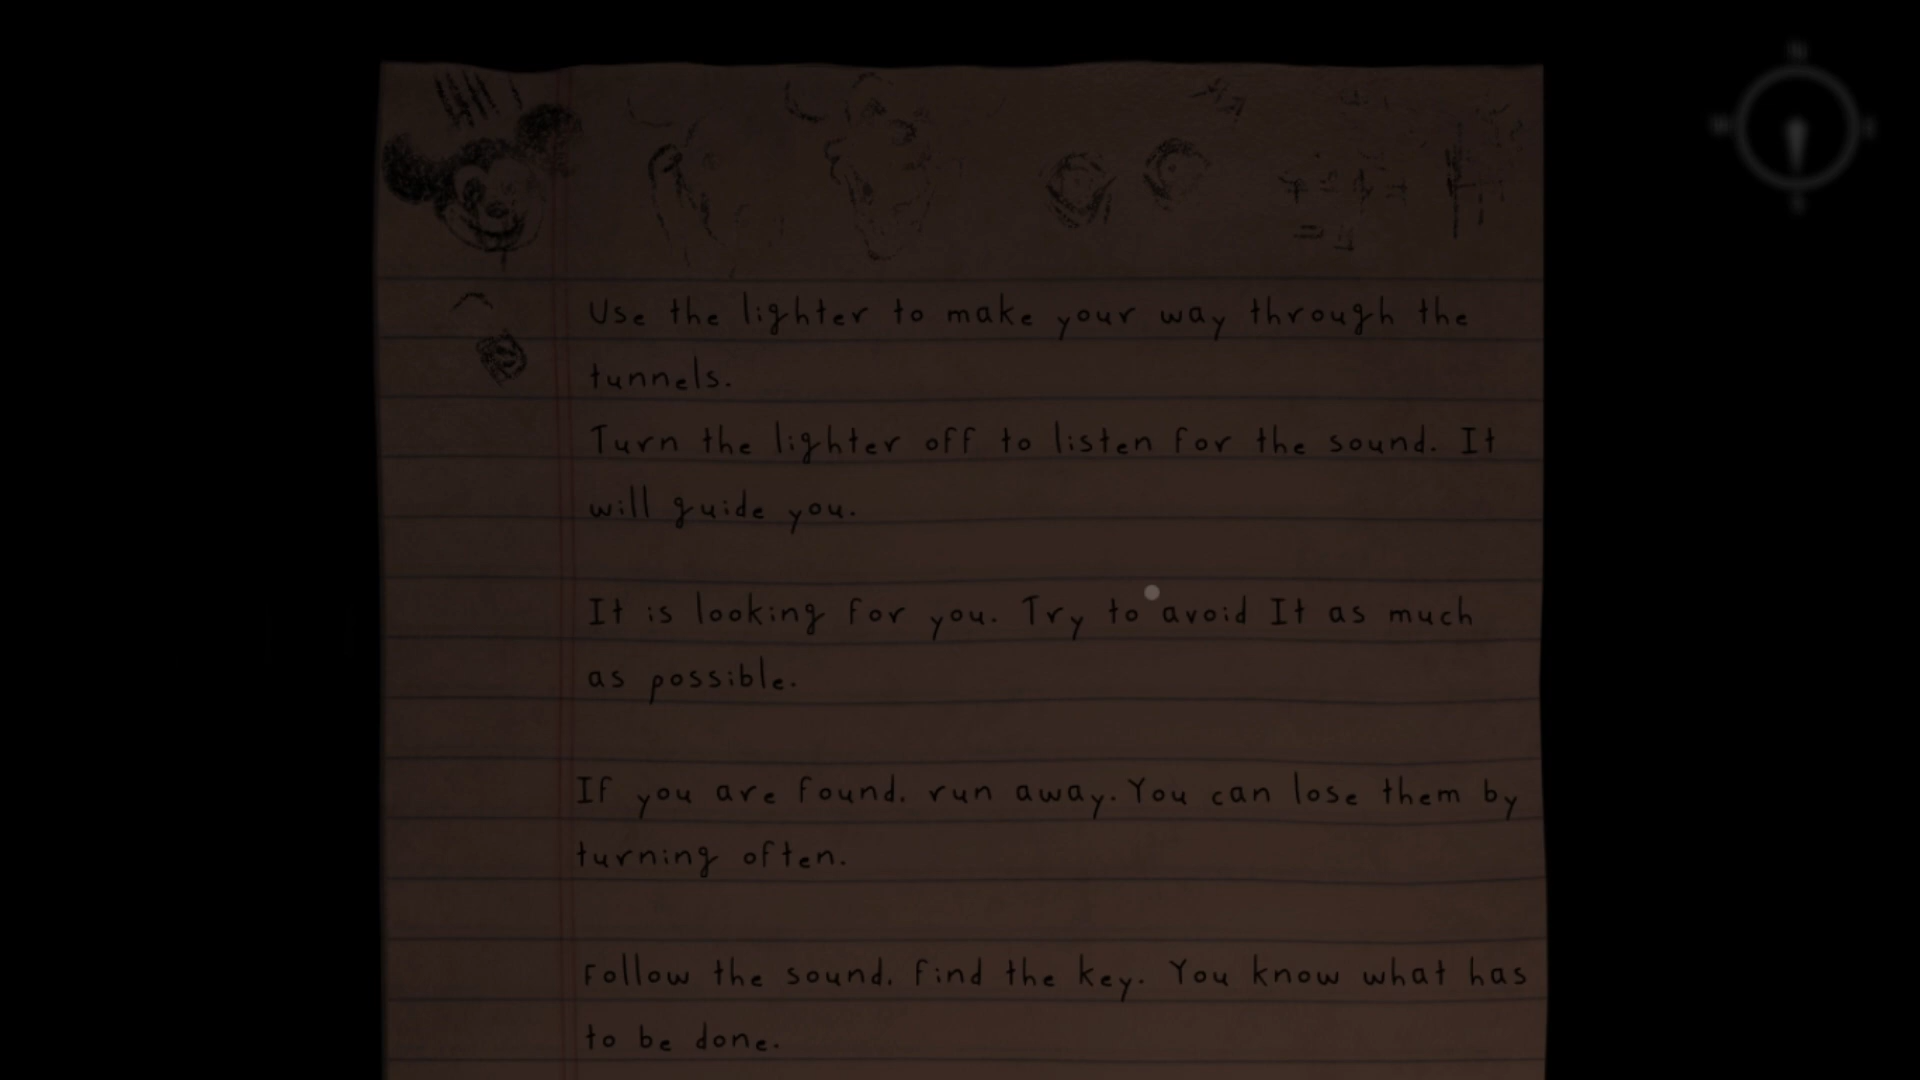 Use the lighter to make your way through the
tunnels.
Turn the lighter off to listen for the sound. It
will guide you.
It is looking for you. Try to avoid It as much
as possible.
If you are found, run away. You can lose them by
turning often.
Follow the sound, find the key. You know what has
to be done.